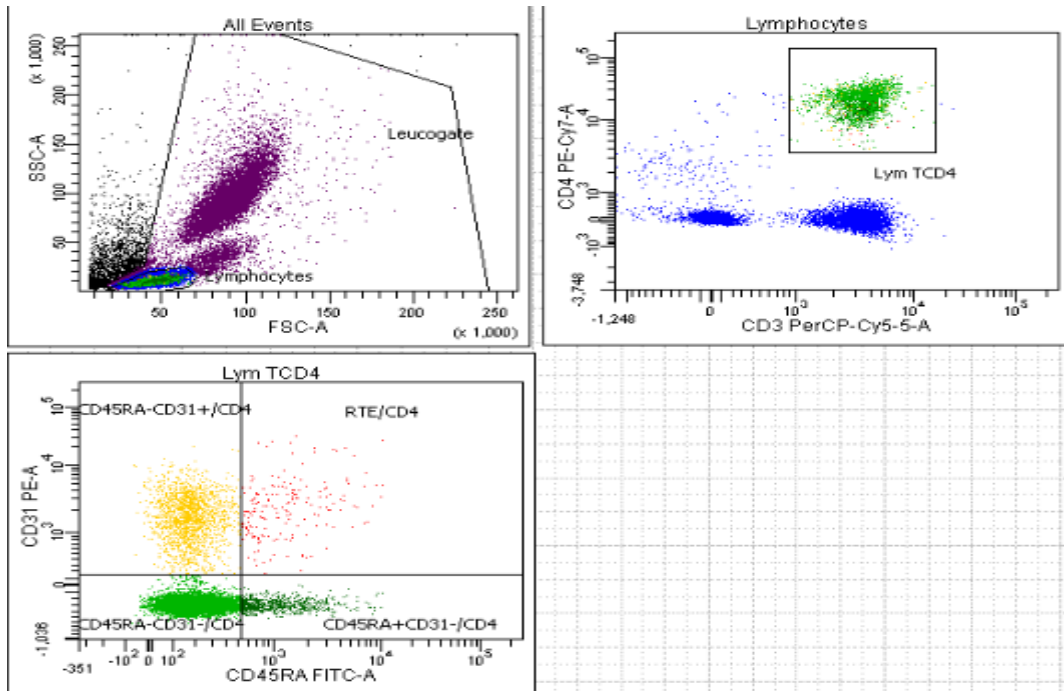 All Events
(x 1,000)
250
200
150
100
50
SSC-A
Leucogate
Lymphocytes
50 100 150 200 250
FSC-A
(x 1,000)
Lymphocytes
10^5
10^4
10^3
0
-10^3
-3,748
CD4 PE-Cy7-A
Lym TCD4
-1,248
0 10^3 10^4 10^5
CD3 PerCP-Cy5-5-A
Lym TCD4
CD45RA-CD31+/CD4
RTE/CD4
10^5
10^4
10^3
0
-1,036
CD31 PE-A
CD45RA-CD31-/CD4
CD45RA+CD31-/CD4
-351
-10^2 0 10^2 10^3 10^4 10^5
CD45RA FITC-A